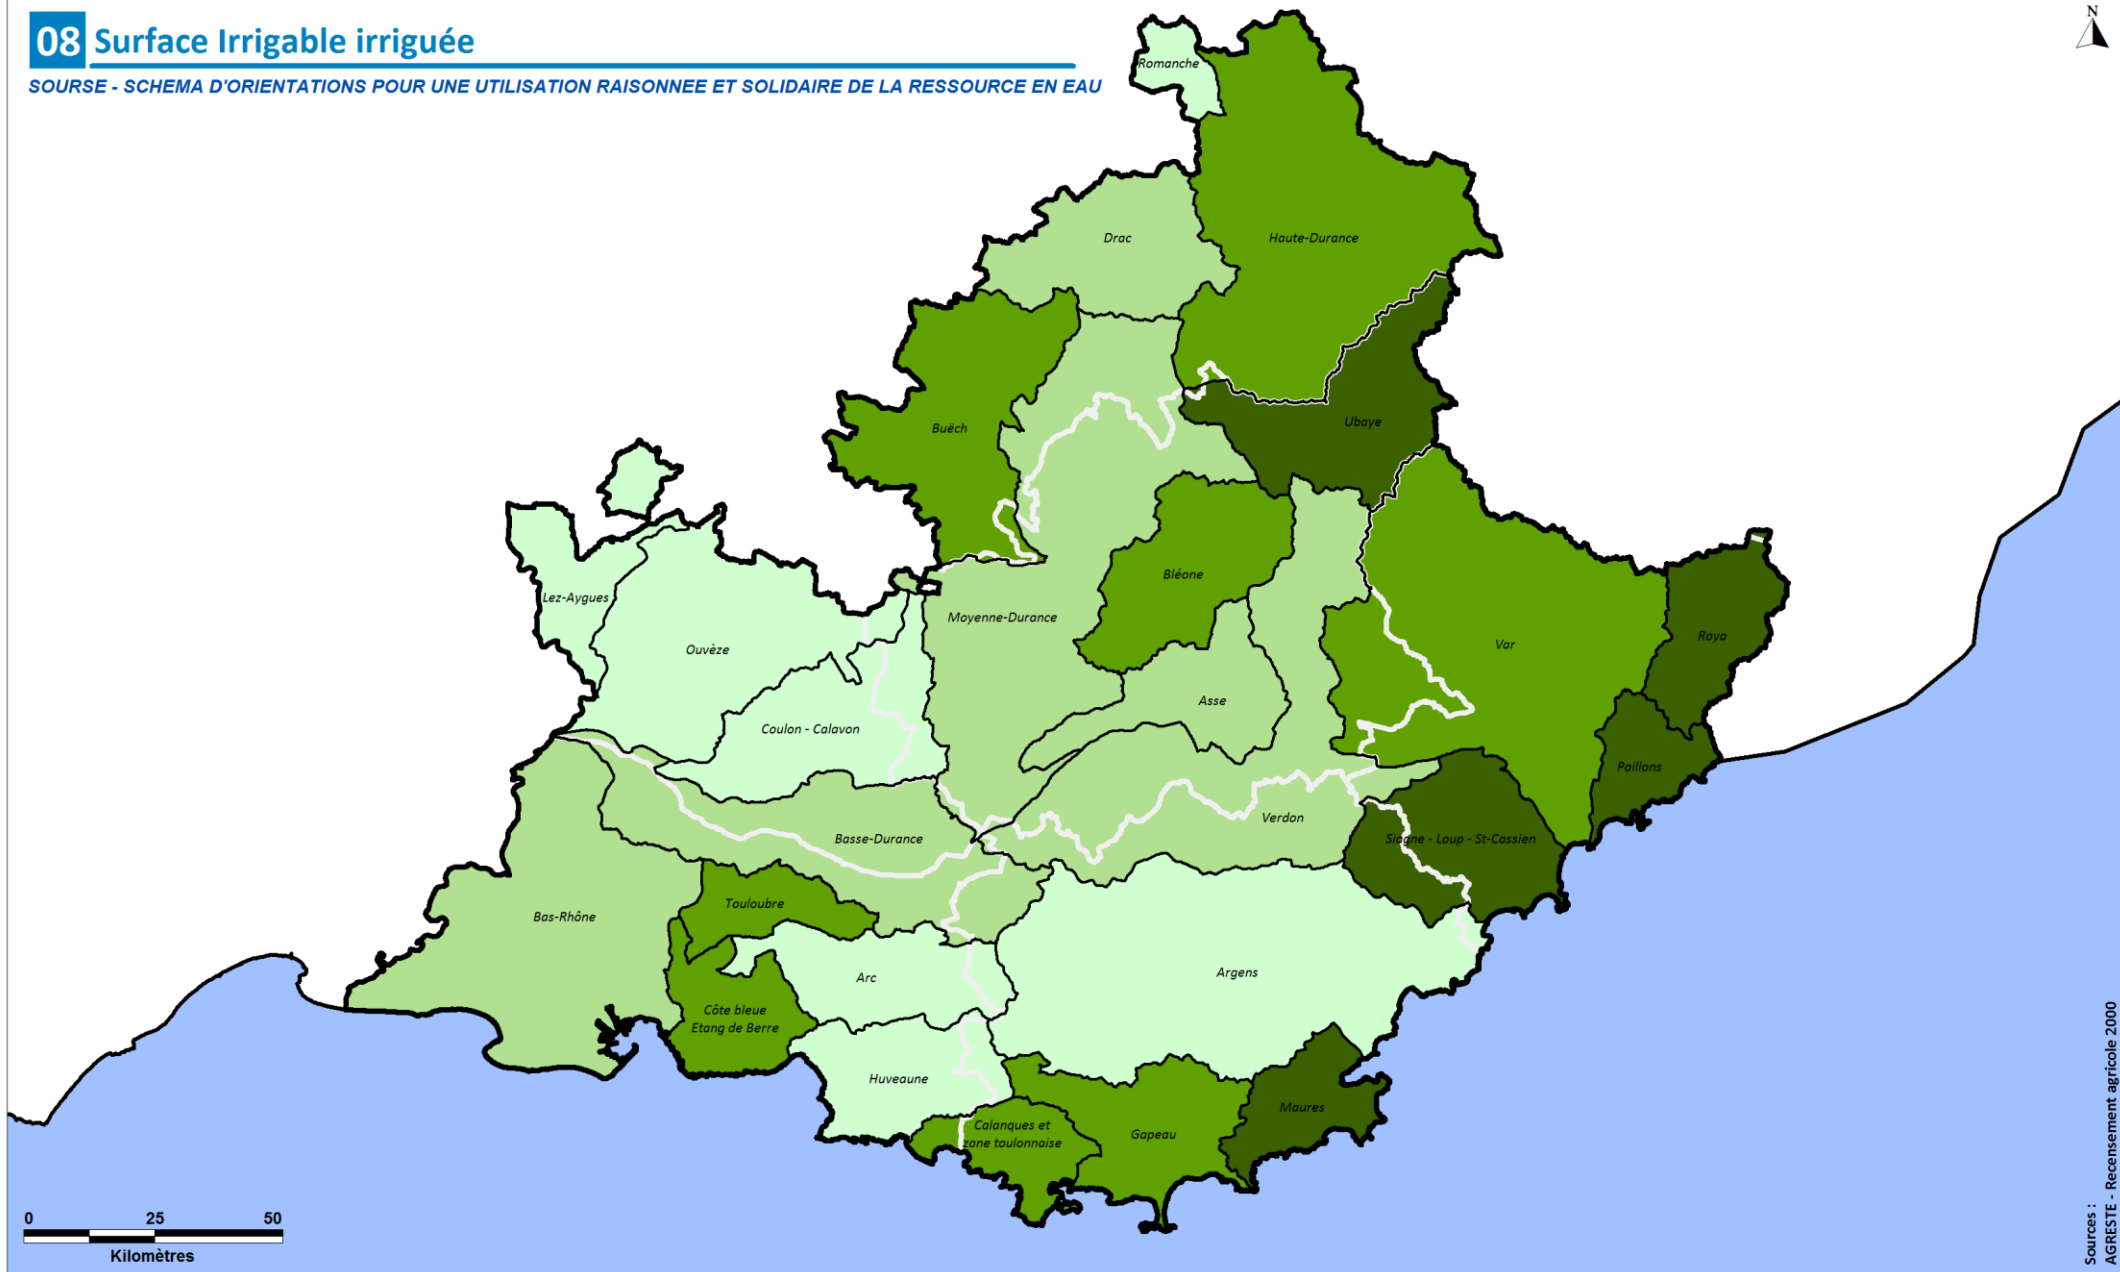 08 Surface Irrigable irriguée
SOURSE - SCHEMA D'ORIENTATIONS POUR UNE UTILISATION RAISONNEE ET SOLIDAIRE DE LA RESSOURCE EN EAU
N
Romanche
Drac
Haute-Durance
Buëch
Ubaye
Bléone
Lez-Aygues
Moyenne-Durance
Ouvèze
Var
Roya
Asse
Coulon - Calavon
Paillons
Verdon
Basse-Durance
Siagne - Loup - St-Cassien
Touloubre
Bas-Rhône
Arc
Argens
Côte bleue
Etang de Berre
Huveaune
Maures
Calanques et
zone toulonnaise
Gapeau
0 25 50
Kilomètres
Sources :
AGRESTE - Recensement agricole 2000